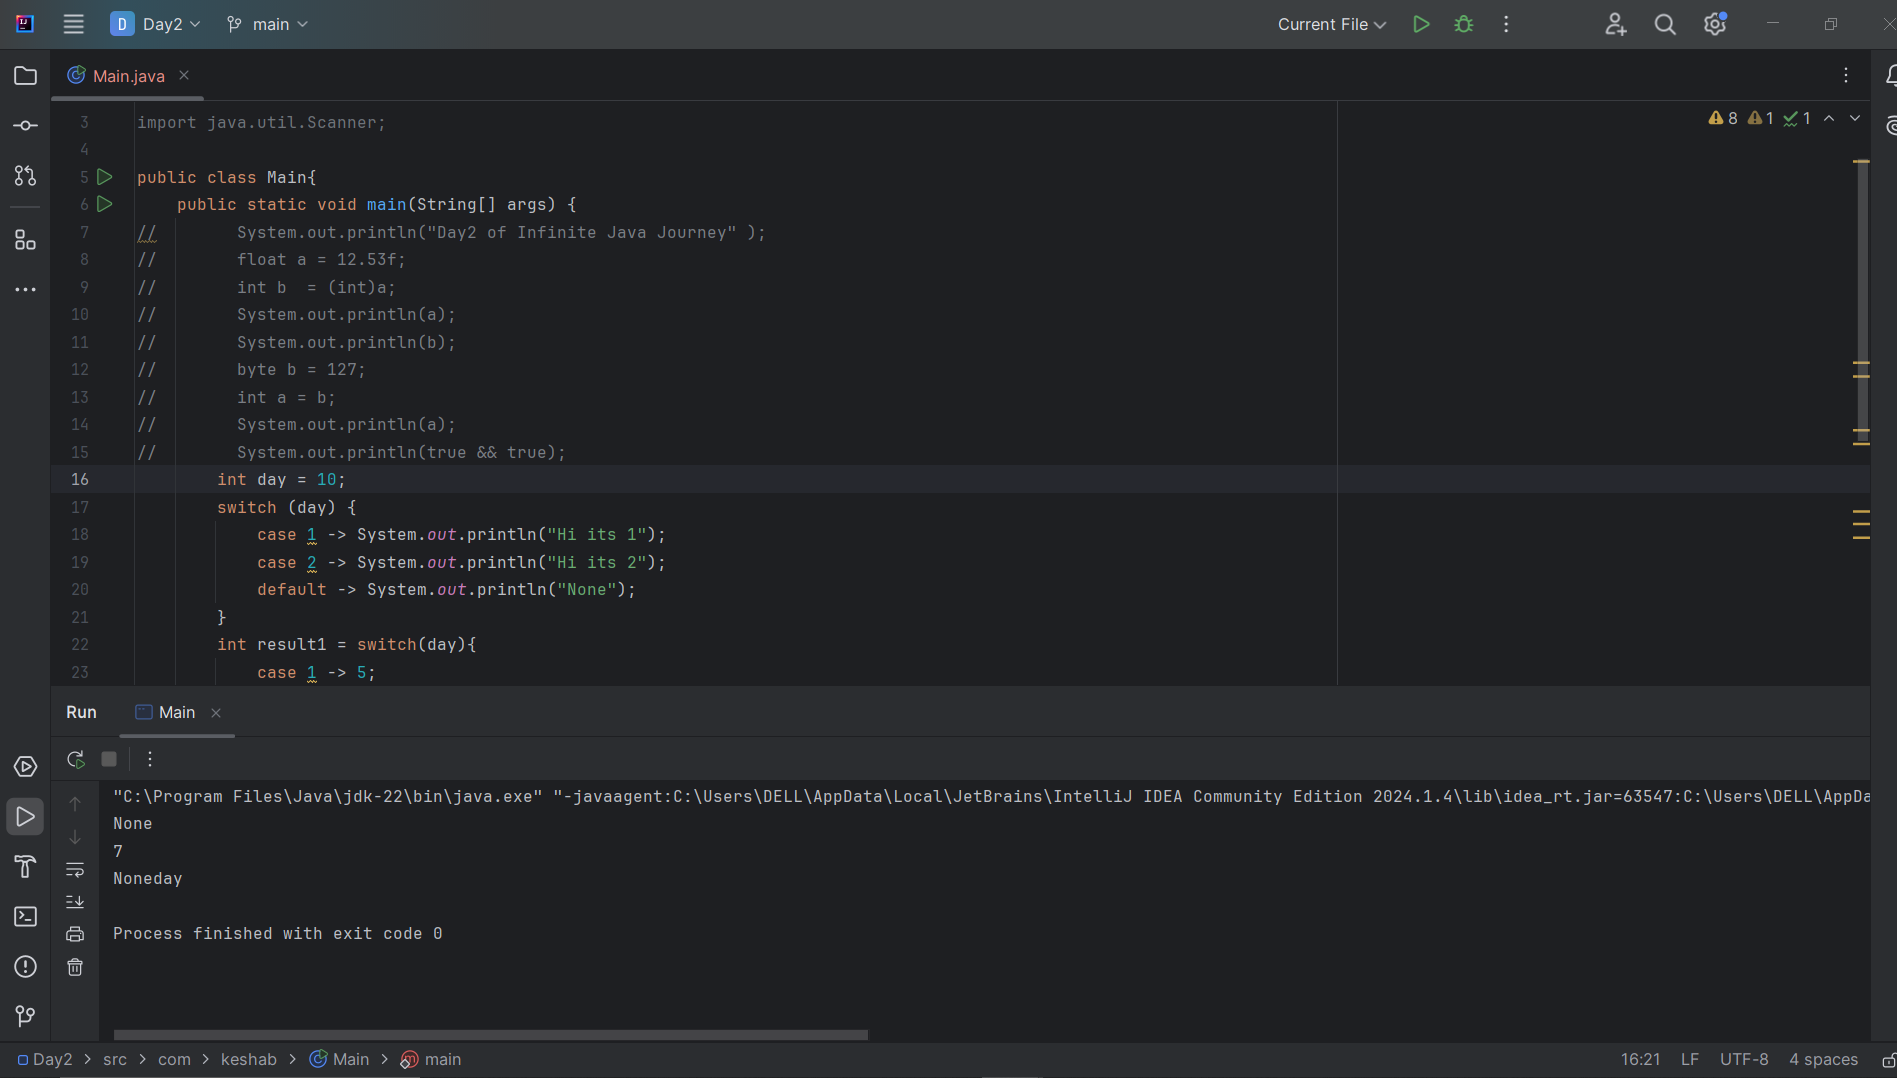 D Day2 main Current File
Main.java
8 1 1
3 import java.util.Scanner;
4
5 public class Main{
6 public static void main(String[] args) {
7 // System.out.println("Day2 of Infinite Java Journey" );
8 // float a = 12.53f;
9 // int b  = (int)a;
10 // System.out.println(a);
11 // System.out.println(b);
12 // byte b = 127;
13 // int a = b;
14 // System.out.println(a);
15 // System.out.println(true && true);
16 int day = 10;
17 switch (day) {
18 case 1 -> System.out.println("Hi its 1");
19 case 2 -> System.out.println("Hi its 2");
20 default -> System.out.println("None");
21 }
22 int result1 = switch(day){
23 case 1 -> 5;
Run Main
"C:\Program Files\Java\jdk-22\bin\java.exe" "-javaagent:C:\Users\DELL\AppData\Local\JetBrains\IntelliJ IDEA Community Edition 2024.1.4\lib\idea_rt.jar=63547:C:\Users\DELL\AppDa
None
7
Noneday
Process finished with exit code 0
Day2 > src > com > keshab > Main > main 16:21 LF UTF-8 4 spaces